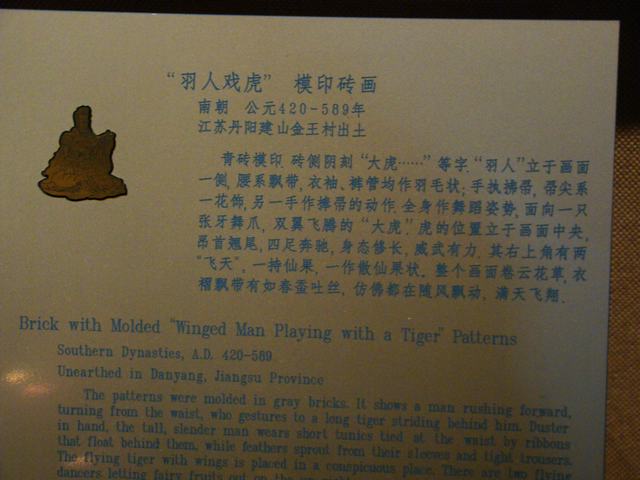 “羽人戏虎” 模印砖画
南朝 公元420-589年
江苏丹阳建山金王村出土
青砖模印. 砖侧阴刻“大虎……”等字. “羽人”立于画面
一侧, 腰系飘带, 衣袖、裤管均作羽毛状; 手执拂帚, 帚尖系
一花饰, 另一手作撵带的动作. 全身作舞蹈姿势, 面向一只
张牙舞爪, 双翼飞腾的“大虎”. 虎的位置立于画面中央,
昂首翘尾, 四足奔驰, 身态修长, 威武有力. 其右上角有两
“飞天”, 一持仙果, 一作散仙果状. 整个画面卷云花草, 衣
褶飘带有如春蚕吐丝, 仿佛都在随风飘动, 满天飞翔.
Brick with Molded "Winged Man Playing with a Tiger" Patterns
Southern Dynasties, A.D. 420-589
Unearthed in Danyang, Jiangsu Province
The patterns were molded in gray bricks. It shows a man rushing forward,
turning from the waist, who gestures to a long tiger striding behind him. Duster
in hand, the tall, slender man wears short tunics tied at the waist by ribbons
that float behind them, while feathers sprout from their sleeves and tight trousers.
The flying tiger with wings is placed in a conspicuous place. There are two flying
dancers letting fairy fruits out on the